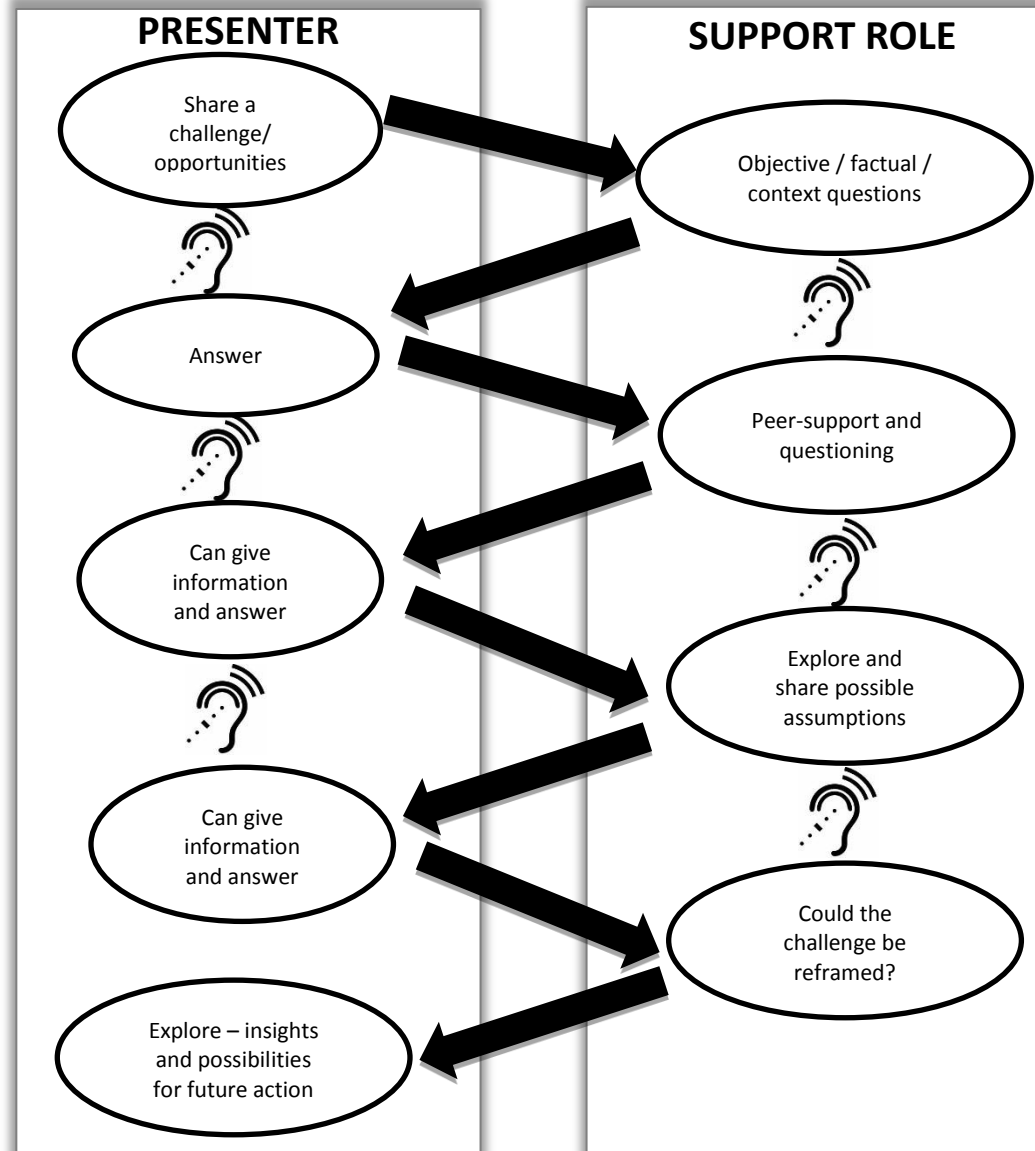 PRESENTER
Share a
challenge/
opportunities
Answer
Can give
information
and answer
Can give
information
and answer
Explore – insights
and possibilities
for future action
SUPPORT ROLE
Objective / factual /
context questions
Peer-support and
questioning
Explore and
share possible
assumptions
Could the
challenge be
reframed?